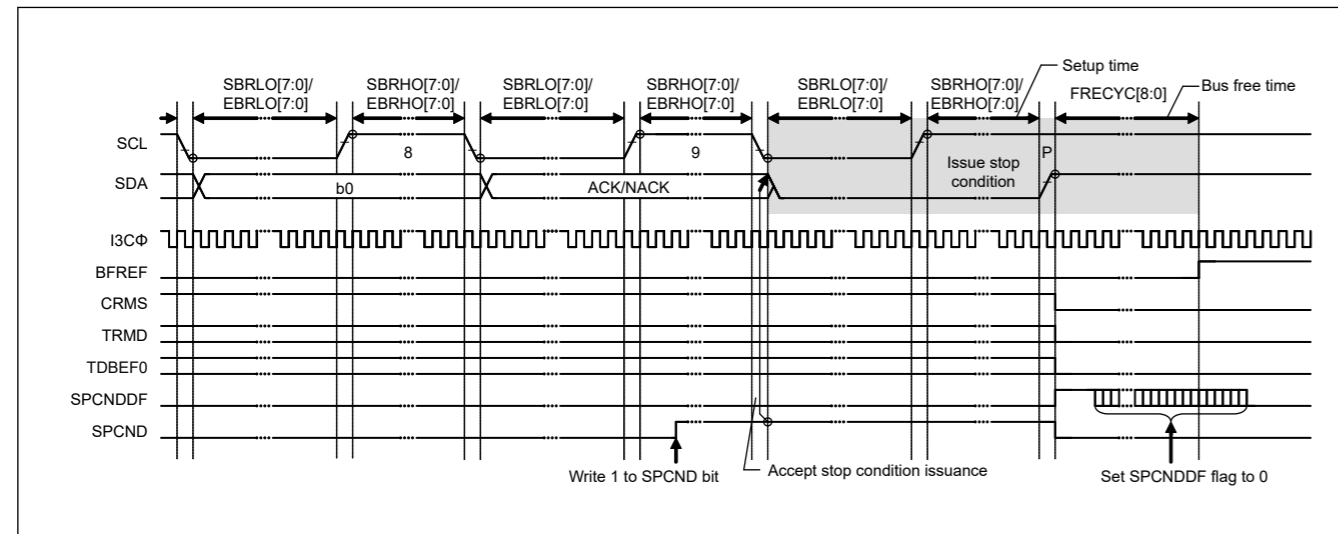 SBRLO[7:0]/
EBRLO[7:0]
SBRHO[7:0]/
EBRHO[7:0]
SBRLO[7:0]/
EBRLO[7:0]
SBRHO[7:0]/
EBRHO[7:0]
SBRLO[7:0]/
EBRLO[7:0]
SBRHO[7:0]/
EBRHO[7:0]
Setup time
FRECYC[8:0]
Bus free time
SCL
8
9
Issue stop
condition
P
SDA
b0
ACK/NACK
I3CΦ
BFREF
CRMS
TRMD
TDBEF0
SPCNDDF
SPCND
Write 1 to SPCND bit
Accept stop condition issuance
Set SPCNDDF flag to 0